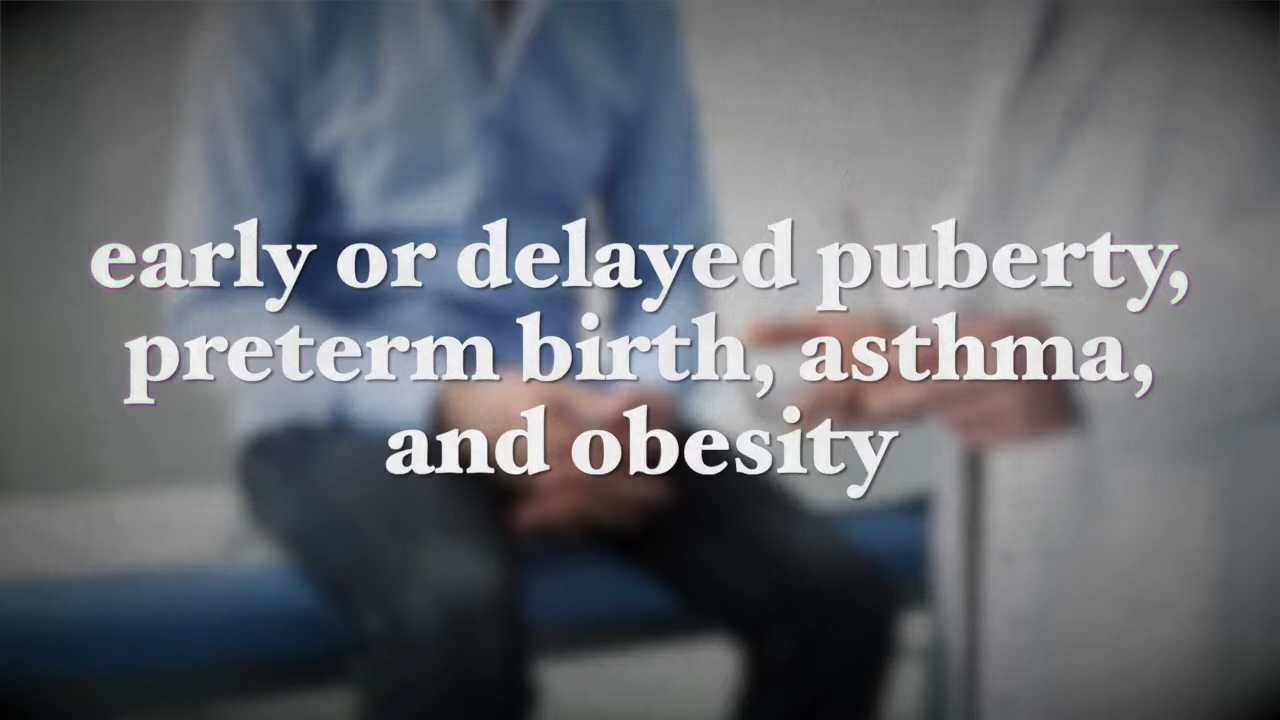 early or delayed puberty,
preterm birth, asthma,
and obesity